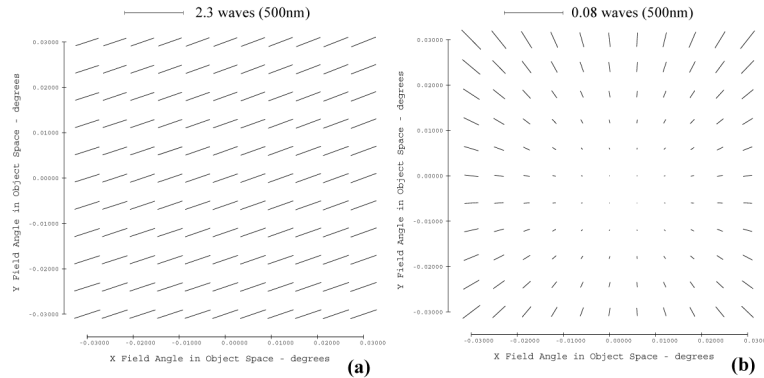 2.3 waves (500nm)
0.03000
0.02000
0.01000
0.00000
-0.01000
-0.02000
-0.03000
Y Field Angle in Object Space - degrees
-0.03000 -0.02000 -0.01000 0.00000 0.01000 0.02000 0.03000
X Field Angle in Object Space - degrees
(a)
0.08 waves (500nm)
0.03000
0.02000
0.01000
0.00000
-0.01000
-0.02000
-0.03000
Y Field Angle in Object Space - degrees
-0.03000 -0.02000 -0.01000 0.00000 0.01000 0.02000 0.0300
X Field Angle in Object Space - degrees
(b)